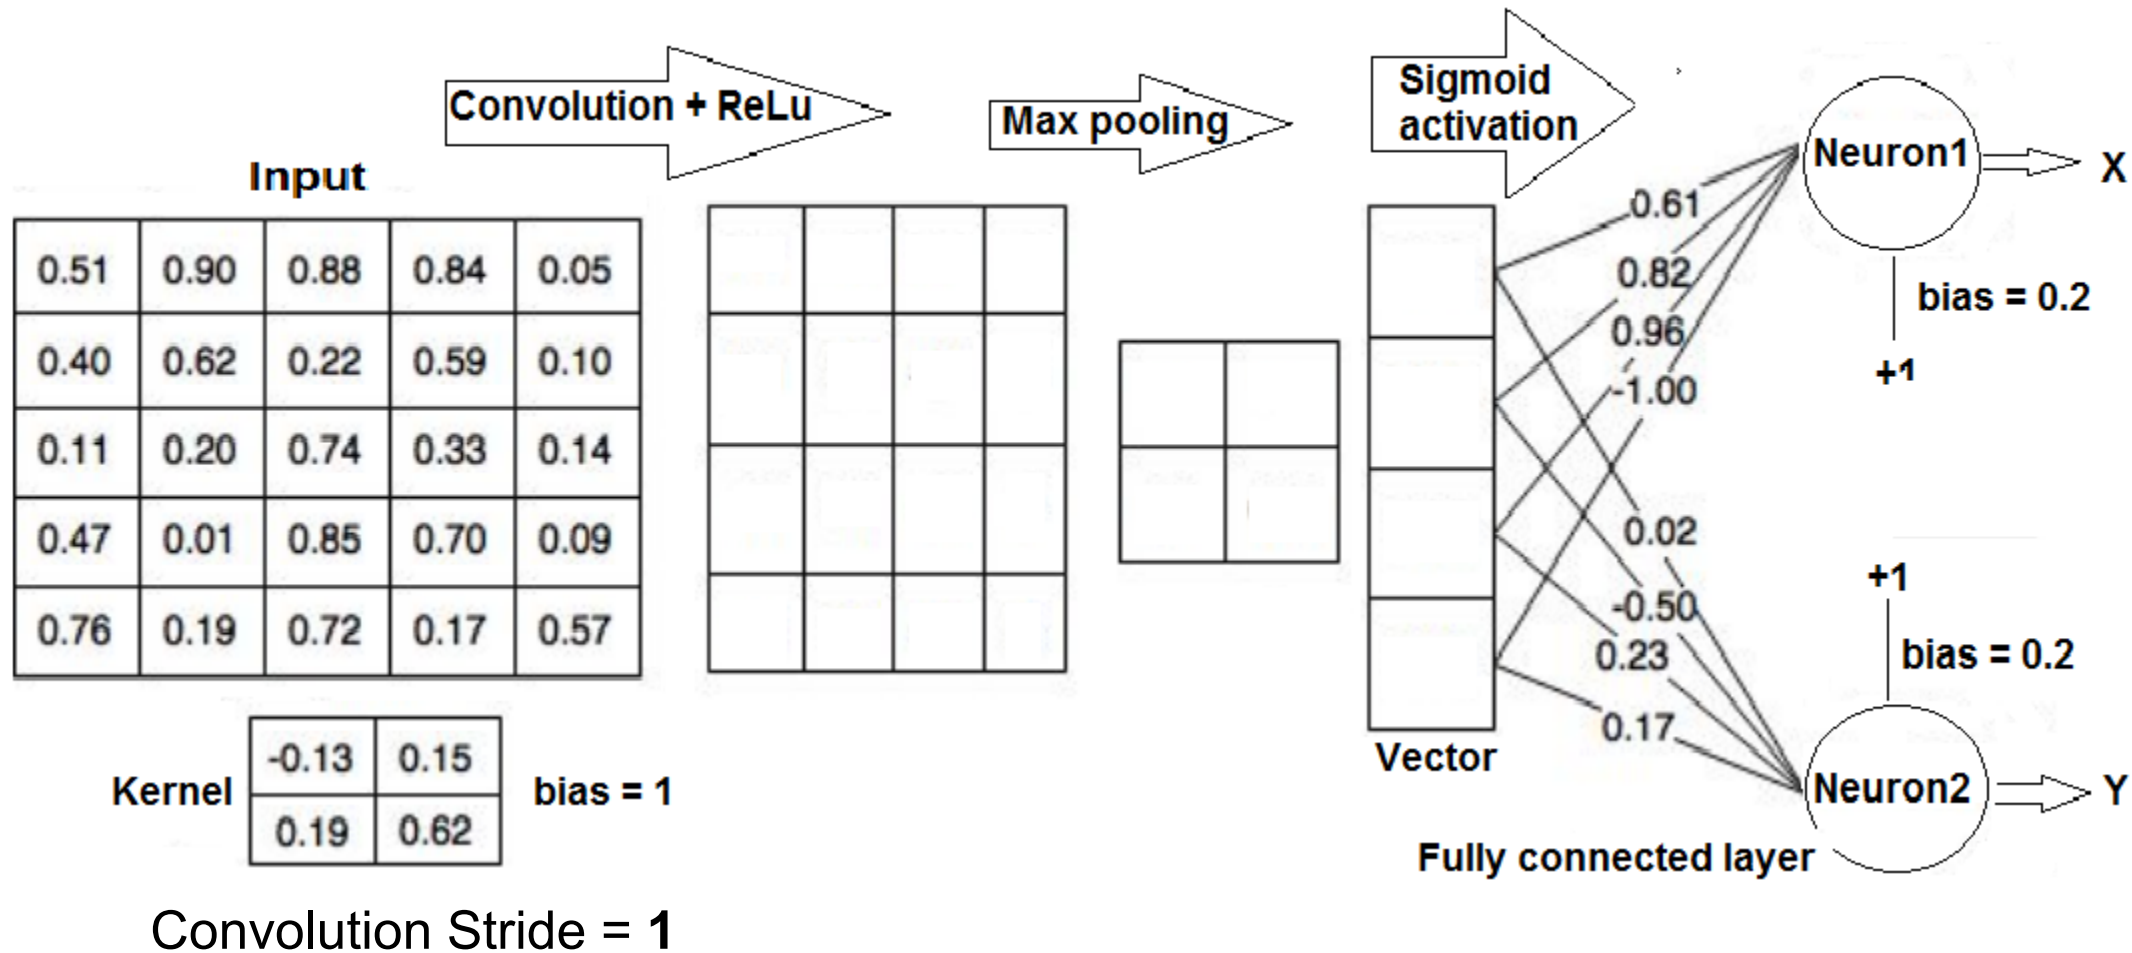 Convolution + ReLu
Max pooling
Sigmoid
activation
Input
0.51 0.90 0.88 0.84 0.05
0.40 0.62 0.22 0.59 0.10
0.11 0.20 0.74 0.33 0.14
0.47 0.01 0.85 0.70 0.09
0.76 0.19 0.72 0.17 0.57
Kernel
-0.13 0.15
0.19 0.62
bias = 1
Convolution Stride = 1
Vector
0.61
0.82
0.96
-1.00
0.02
-0.50
0.23
0.17
Neuron1
X
bias = 0.2
+1
+1
bias = 0.2
Neuron2
Y
Fully connected layer